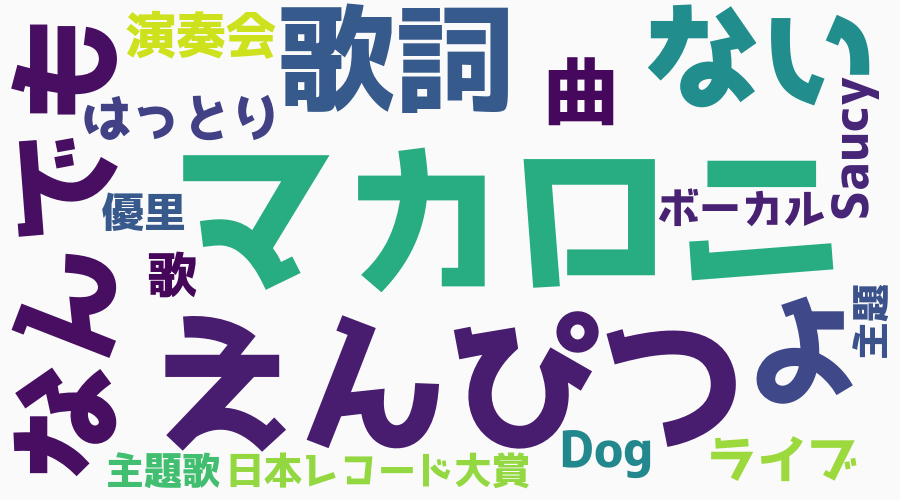 演奏会
歌詞
ない
曲
なんでも
はっとり
Saucy
マカロニ
優里
ボーカル
歌
えんぴつ
よ
主題
Dog
ライブ
主題歌
日本レコード大賞